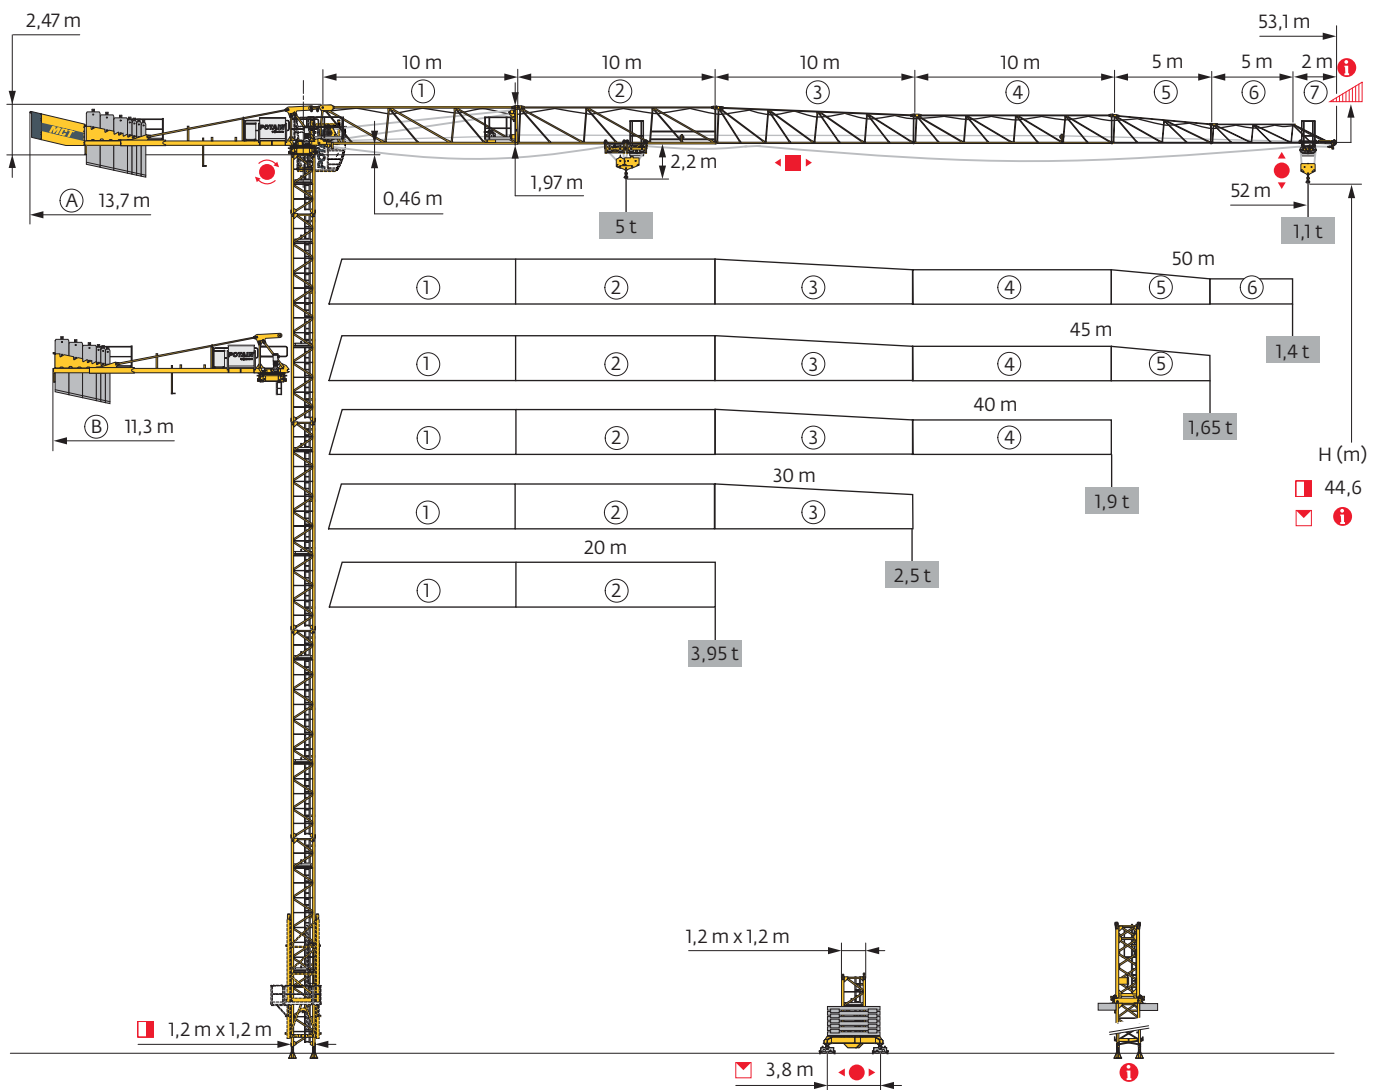 2,47 m
53,1 m
10 m 10 m 10 m 10 m 5 m 5 m 2 m i
1 2 3 4 5 6 7
MCT
POTAIN
2,2 m
1,97 m
0,46 m
A 13,7 m
52 m
5 t
1,1 t
50 m
1 2 3 4 5 6
1,4 t
45 m
POTAIN
1 2 3 4 5
B 11,3 m
1,65 t
40 m
1 2 3 4
H (m)
1,9 t
44,6
i
30 m
1 2 3
2,5 t
20 m
1 2
3,95 t
1,2 m x 1,2 m
1,2 m x 1,2 m
3,8 m
i